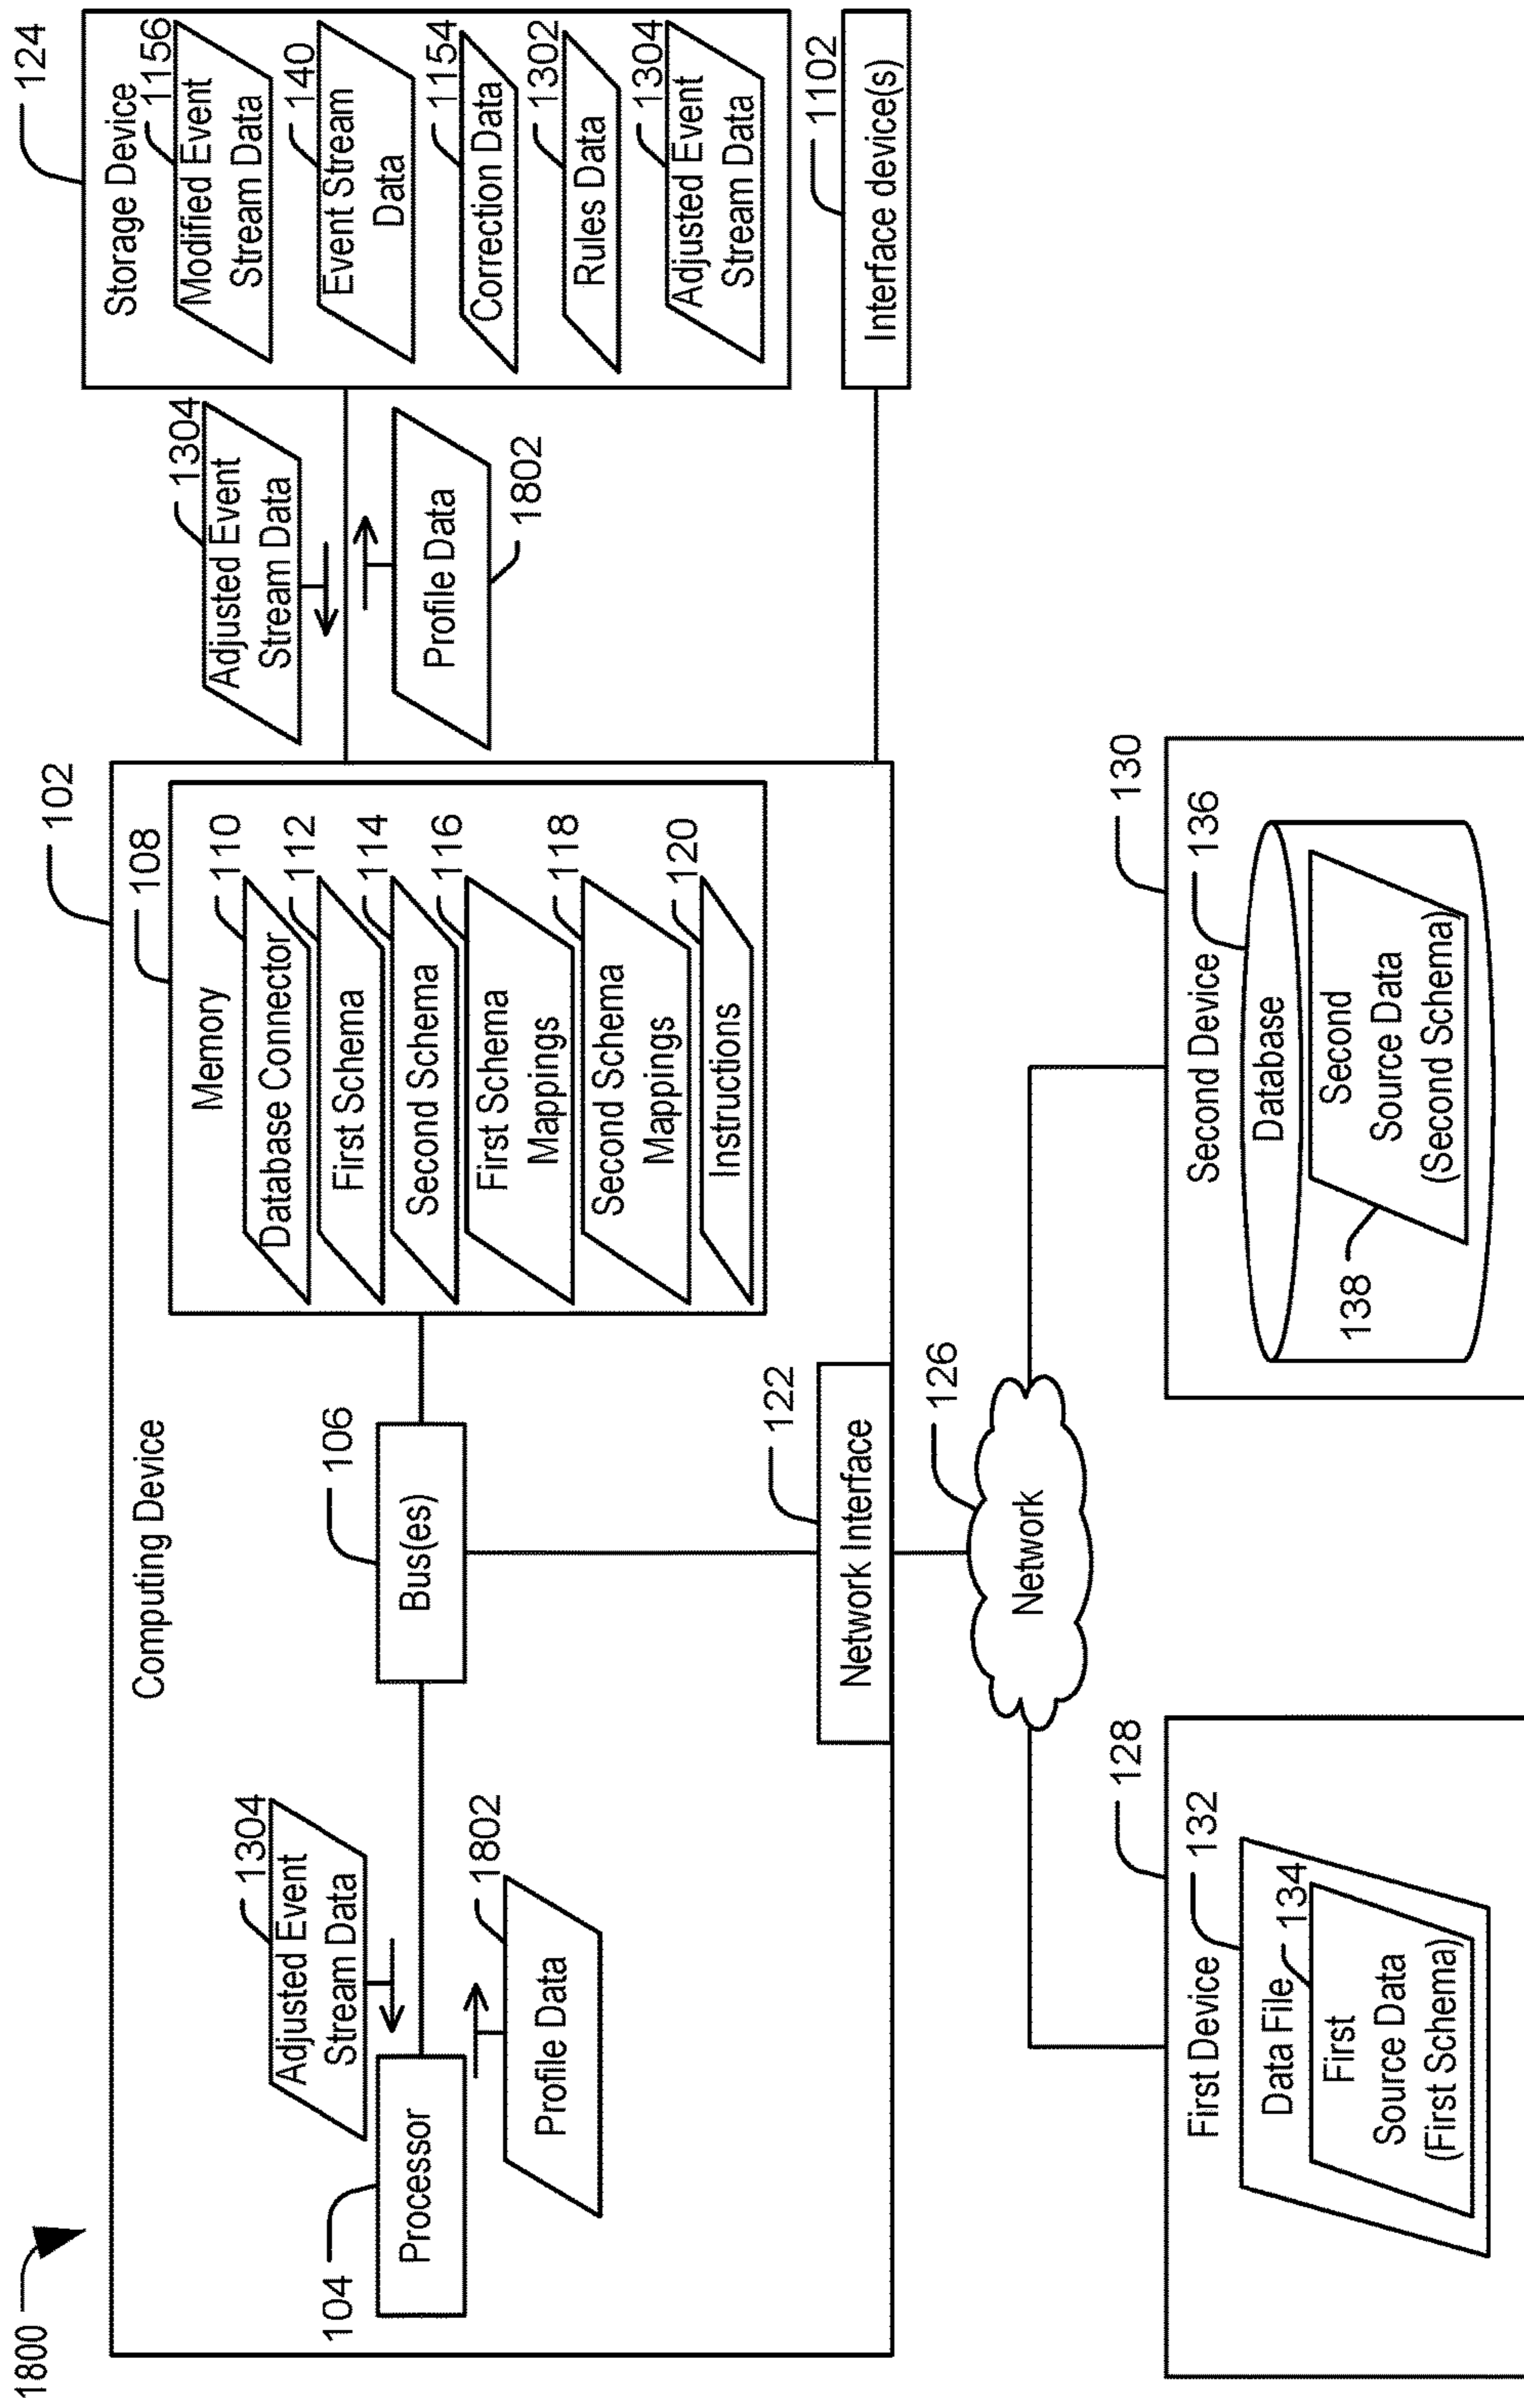 1800
Computing Device
102
104
Processor
1304
Adjusted Event
Stream Data
1802
Profile Data
106
Bus(es)
108
Memory
110
Database Connector
112
First Schema
114
Second Schema
116
First Schema
Mappings
118
Second Schema
Mappings
120
Instructions
122
Network Interface
1304
Adjusted Event
Stream Data
Profile Data
1802
124
Storage Device
1156
Modified Event
Stream Data
140
Event Stream
Data
1154
Correction Data
1302
Rules Data
1304
Adjusted Event
Stream Data
1102
Interface device(s)
126
Network
128
First Device
132
Data File
134
First
Source Data
(First Schema)
130
Second Device
136
Database
138
Second
Source Data
(Second Schema)